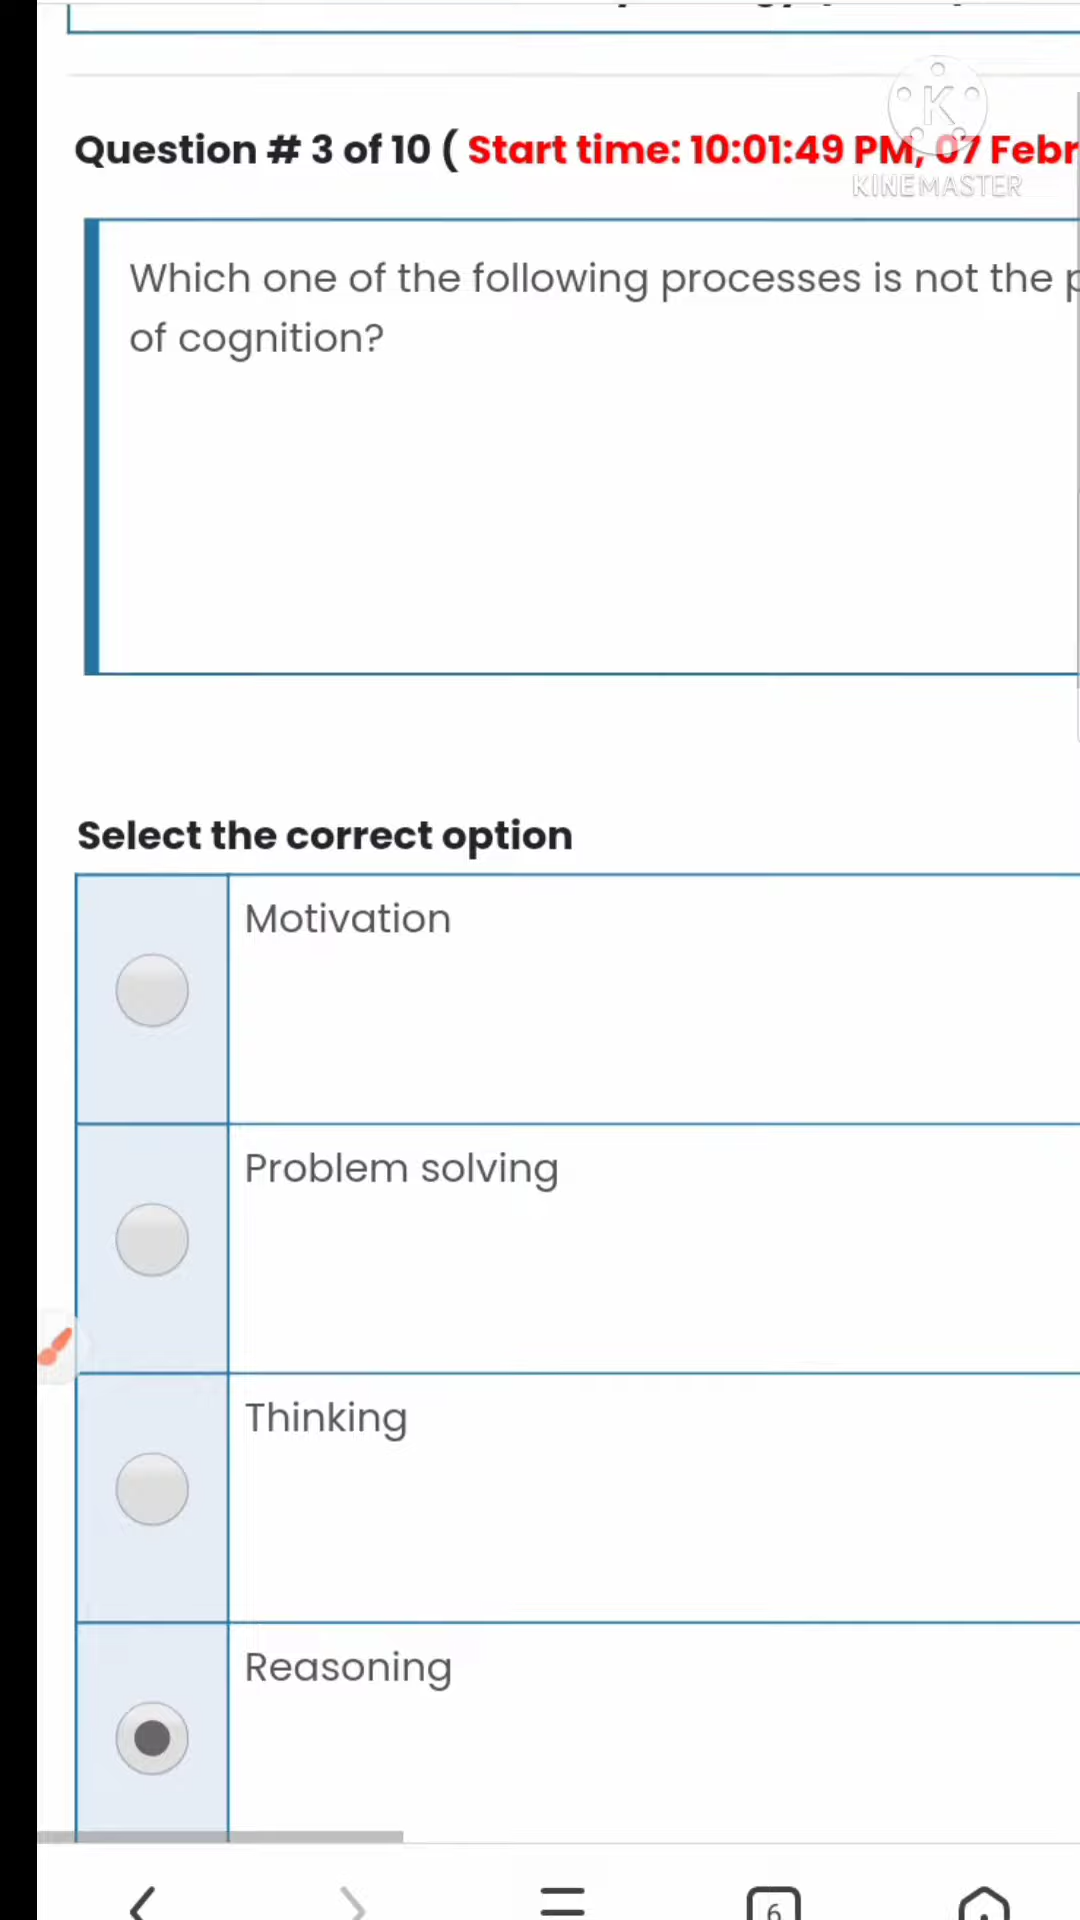 Question # 3 of 10 ( Start time: 10:01:49 PM, 07 Febr
K
KINEMASTER
Which one of the following processes is not the p
of cognition?
Select the correct option
Motivation
Problem solving
Thinking
Reasoning
6